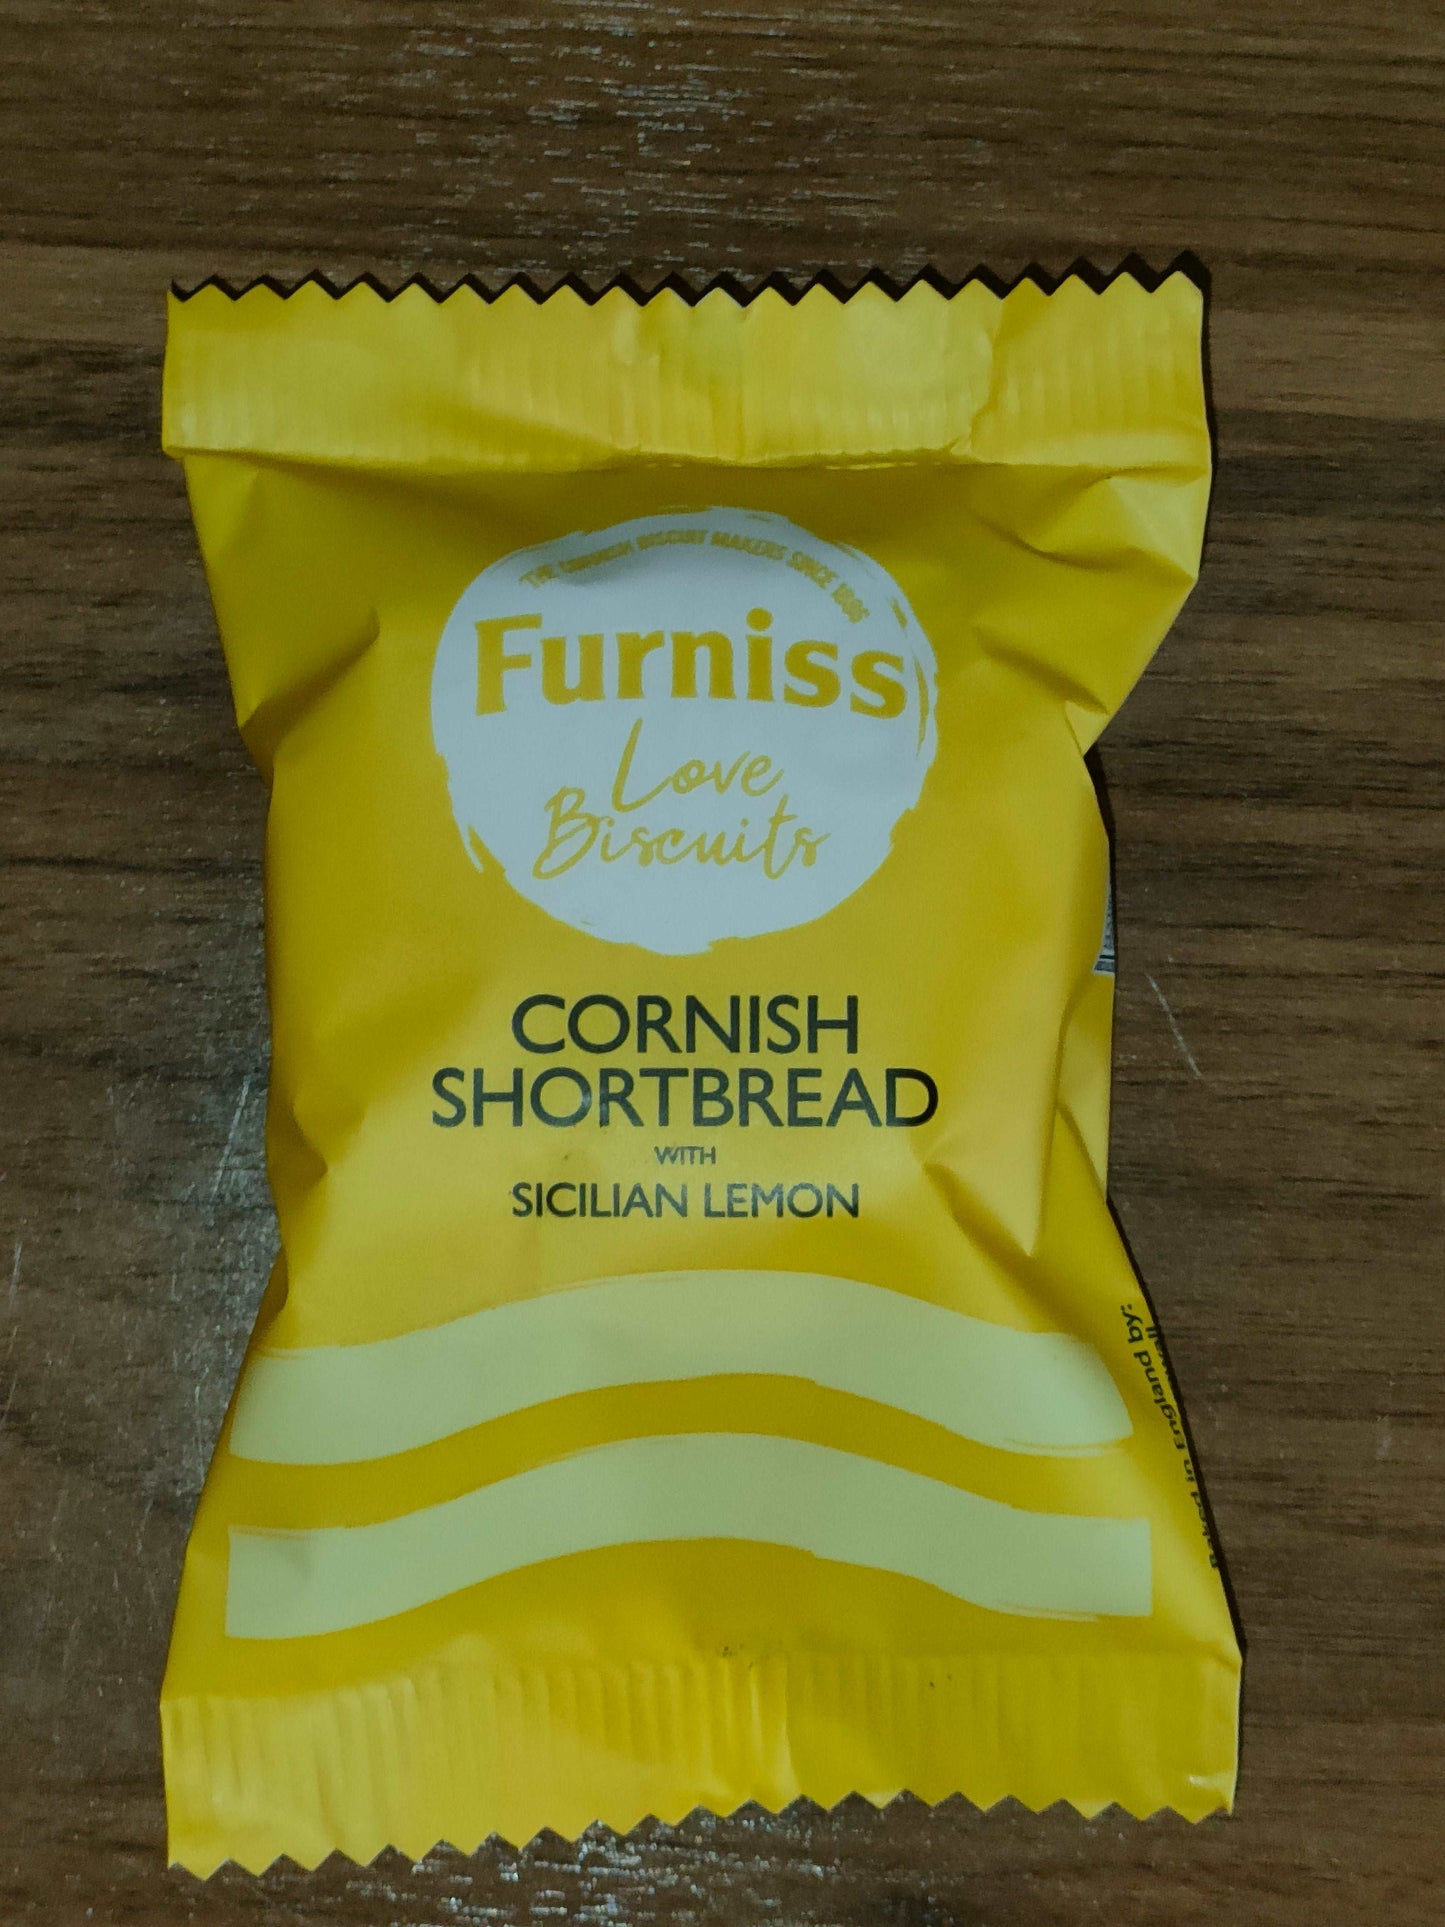 THE CORNISH BISCUIT MAKERS SINCE 1886
Furniss
Love
Biscuits
CORNISH
SHORTBREAD
WITH
SICILIAN LEMON
Baked in England by: